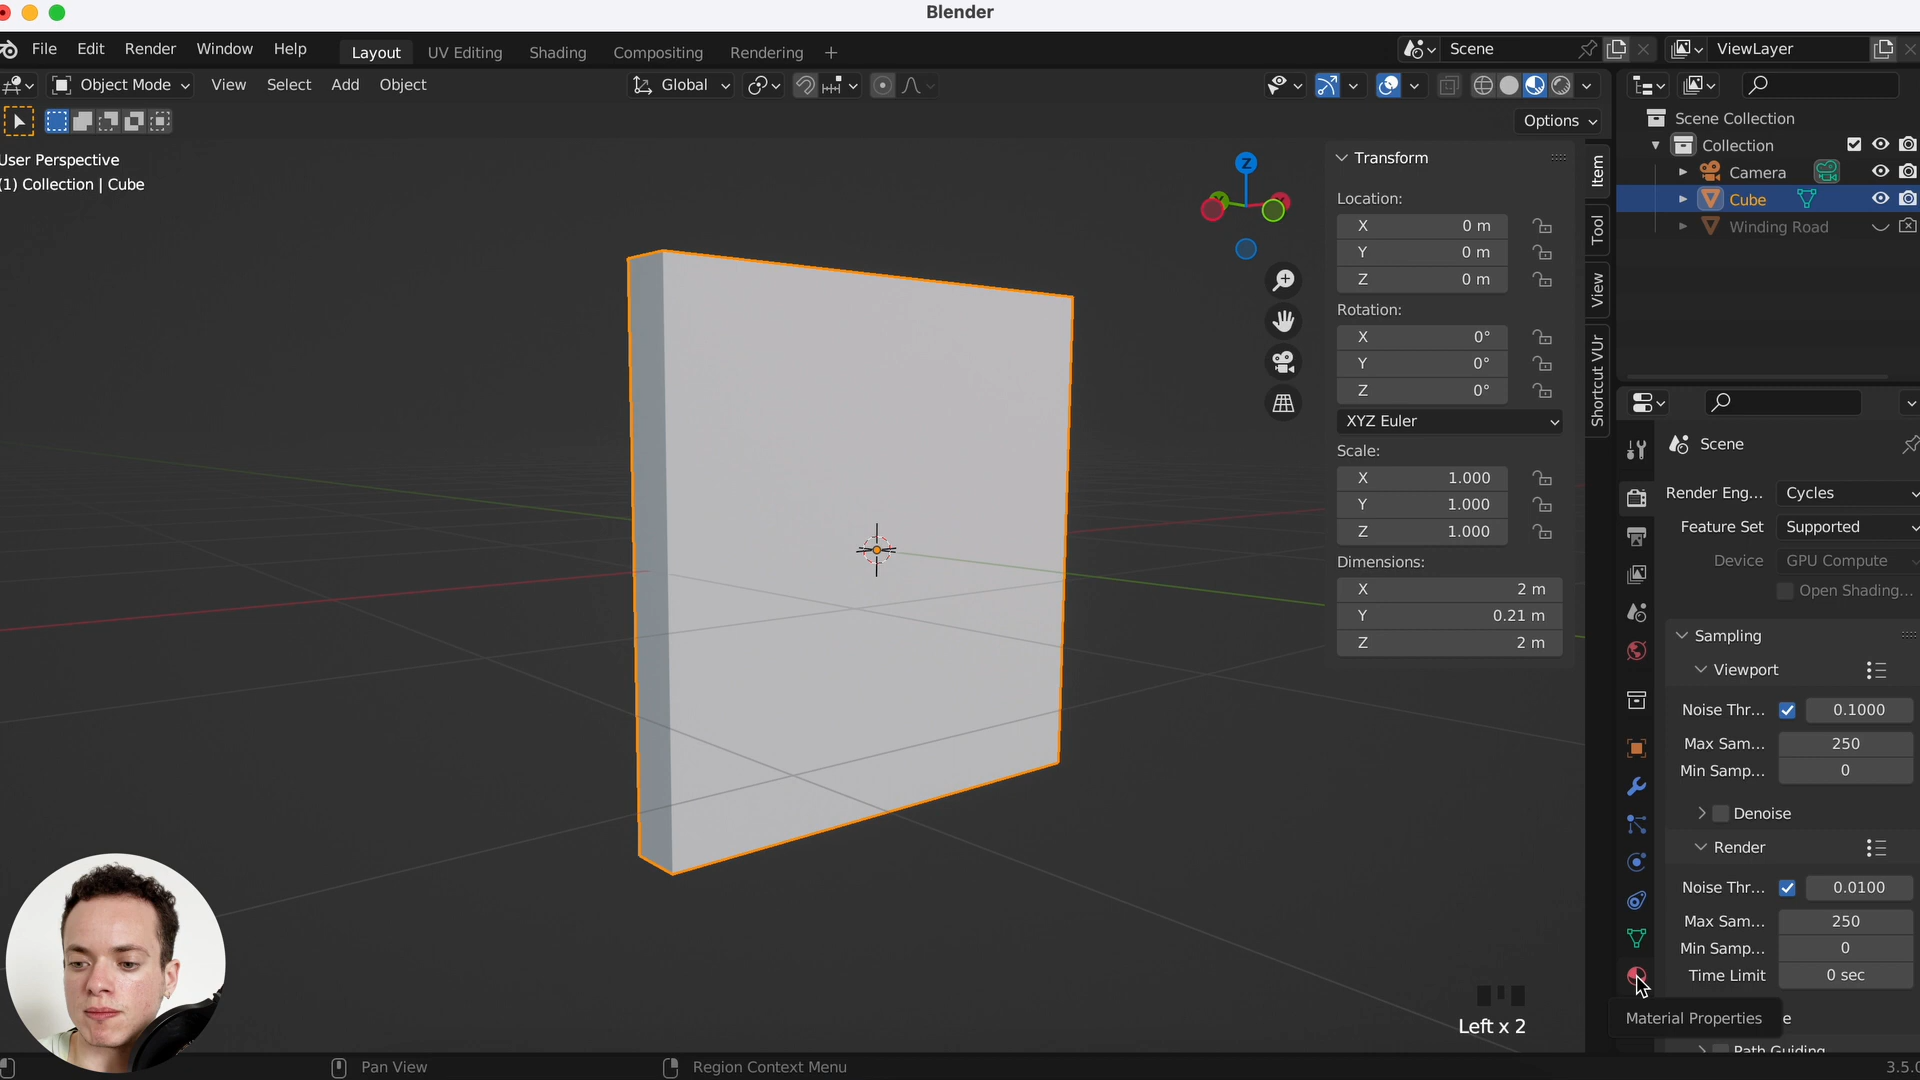 Blender
File Edit Render Window Help Layout UV Editing Shading Compositing Rendering + Scene ViewLayer
Object Mode View Select Add Object Global
Options
User Perspective
(1) Collection | Cube
Z
Transform
Location:
X 0 m
Y 0 m
Z 0 m
Rotation:
X 0°
Y 0°
Z 0°
XYZ Euler
Scale:
X 1.000
Y 1.000
Z 1.000
Dimensions:
X 2 m
Y 0.21 m
Z 2 m
Item
Tool
View
Shortcut VUr
Scene Collection
Collection
Camera
Cube
Winding Road
Scene
Render Eng... Cycles
Feature Set Supported
Device GPU Compute
Open Shading...
Sampling
Viewport
Noise Thr... 0.1000
Max Sam... 250
Min Samp... 0
Denoise
Render
Noise Thr... 0.0100
Max Sam... 250
Min Samp... 0
Time Limit 0 sec
Material Properties
Path Guiding
Left x 2
Pan View
Region Context Menu
3.5.0